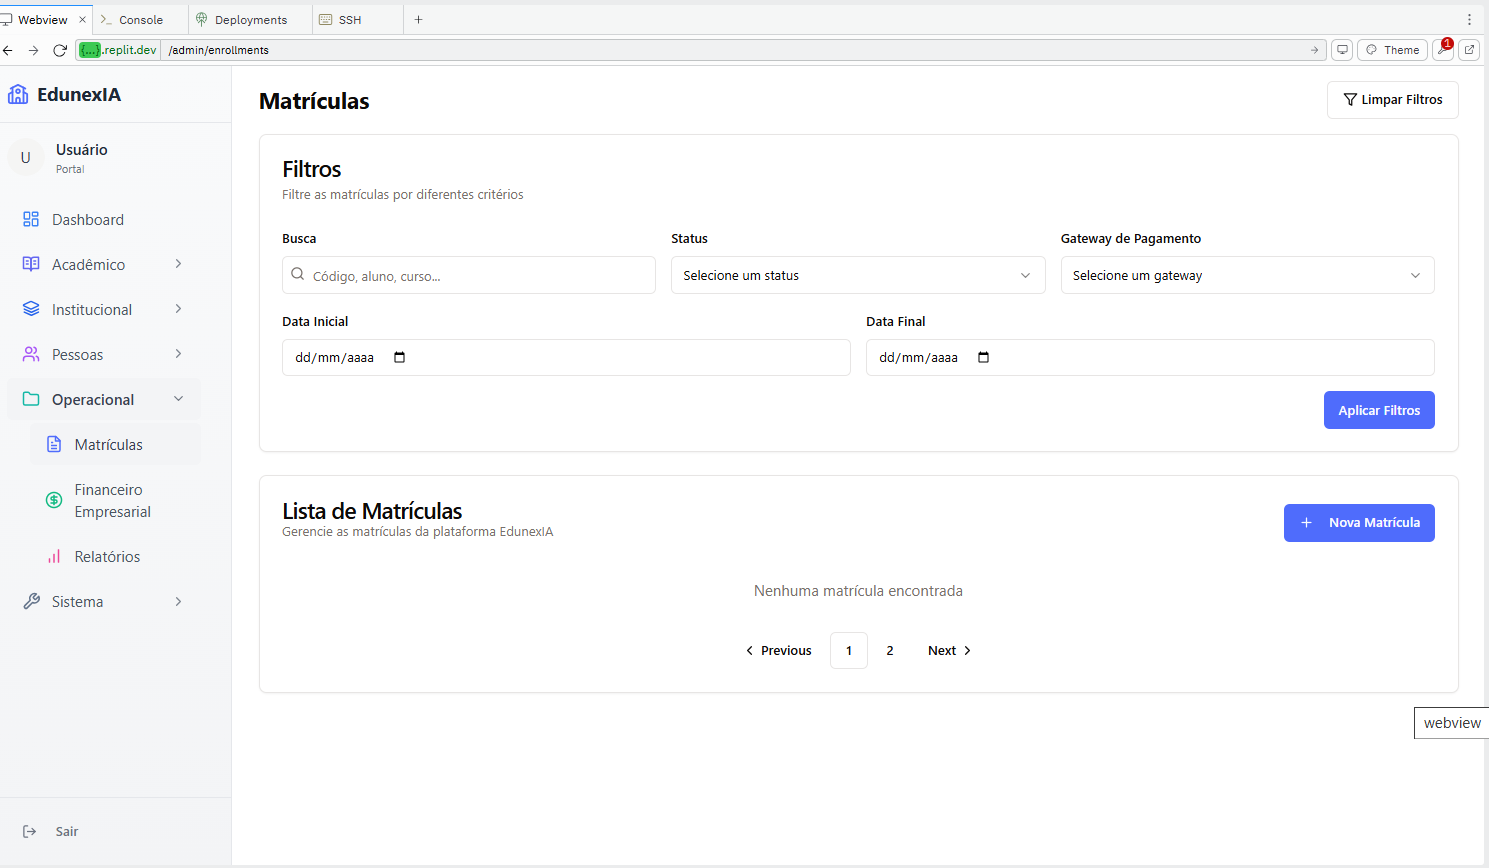 Webview
Console
Deployments
SSH
{...}.replit.dev /admin/enrollments
Theme
1
EdunexIA
U
Usuário
Portal
Dashboard
Acadêmico
Institucional
Pessoas
Operacional
Matrículas
Financeiro
Empresarial
Relatórios
Sistema
Sair
Matrículas
Limpar Filtros
Filtros
Filtre as matrículas por diferentes critérios
Busca
Status
Gateway de Pagamento
Código, aluno, curso...
Selecione um status
Selecione um gateway
Data Inicial
Data Final
dd/mm/aaaa
dd/mm/aaaa
Aplicar Filtros
Lista de Matrículas
Gerencie as matrículas da plataforma EdunexIA
Nova Matrícula
Nenhuma matrícula encontrada
Previous 1 2 Next
webview